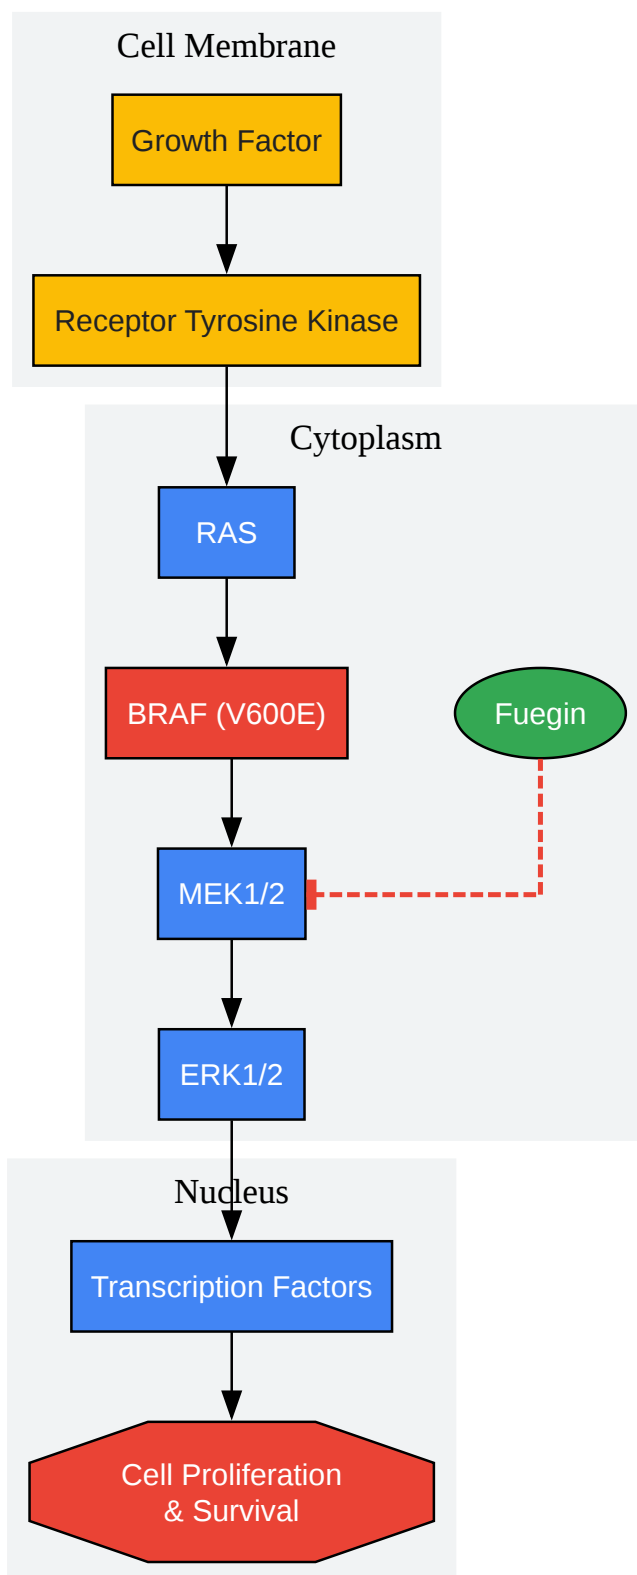 Cell Membrane
Growth Factor
Receptor Tyrosine Kinase
Cytoplasm
RAS
BRAF (V600E)
Fuegin
MEK1/2
ERK1/2
Nucleus
Transcription Factors
Cell Proliferation
& Survival